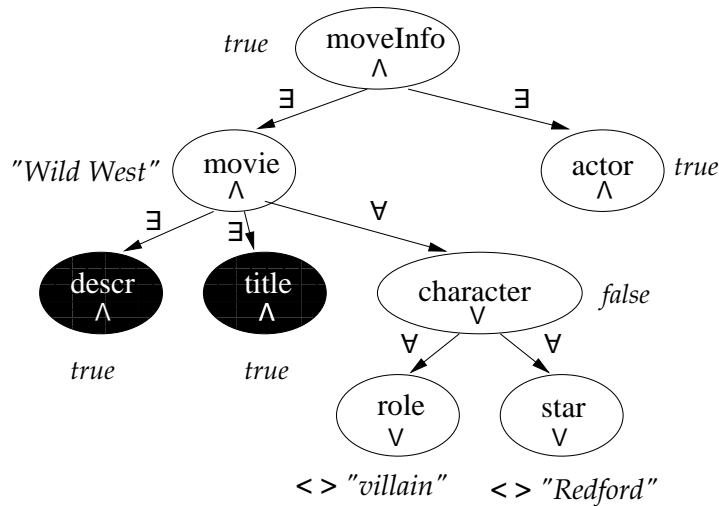 true moveInfo
Λ
∃ ∃
"Wild West" movie actor true
Λ Λ
∃ ∃ ∀
descr title character false
Λ Λ V
true true ∀ ∀
role star
V V
< > "villain" < > "Redford"